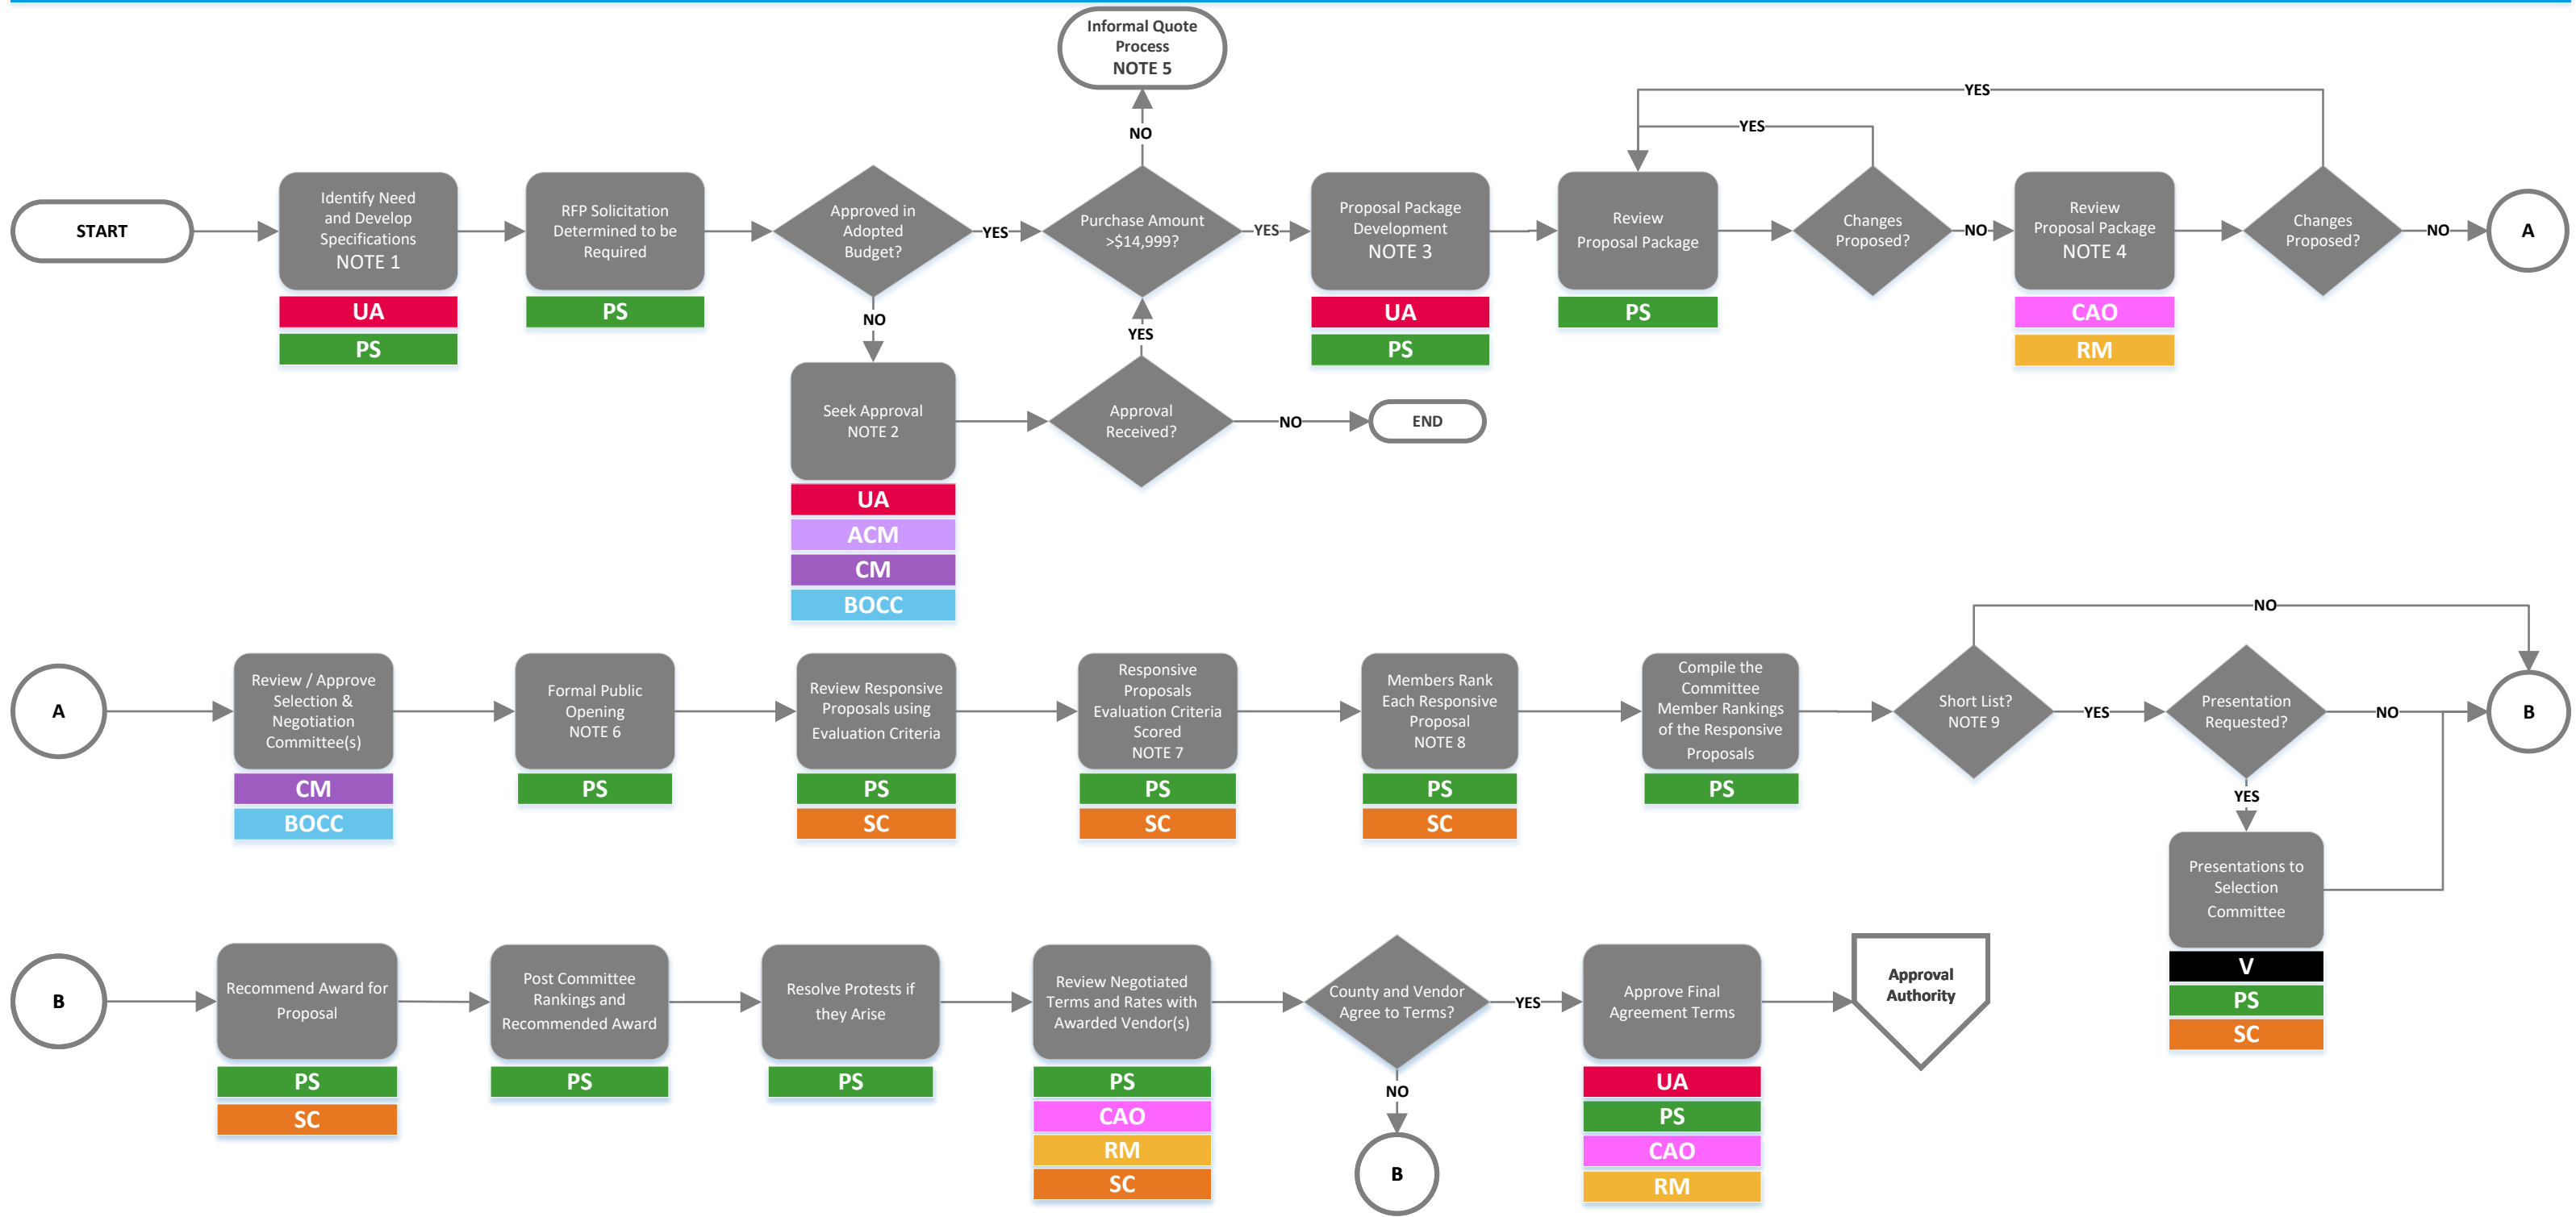 Informal Quote
Process
NOTE 5
YES
YES
NO
START
Identify Need
and Develop
Specifications
NOTE 1
UA
PS
RFP Solicitation
Determined to be
Required
PS
Approved in
Adopted
Budget?
YES
NO
Purchase Amount
>$14,999?
YES
Proposal Package
Development
NOTE 3
UA
PS
Review
Proposal Package
PS
Changes
Proposed?
NO
Review
Proposal Package
NOTE 4
CAO
RM
Changes
Proposed?
NO
A
Seek Approval
NOTE 2
UA
ACM
CM
BOCC
YES
Approval
Received?
NO
END
A
Review / Approve
Selection &
Negotiation
Committee(s)
CM
BOCC
Formal Public
Opening
NOTE 6
PS
Review Responsive
Proposals using
Evaluation Criteria
PS
SC
Responsive
Proposals
Evaluation Criteria
Scored
NOTE 7
PS
SC
Members Rank
Each Responsive
Proposal
NOTE 8
PS
SC
Compile the
Committee
Member Rankings
of the Responsive
Proposals
PS
NO
Short List?
NOTE 9
YES
Presentation
Requested?
NO
B
YES
Presentations to
Selection
Committee
V
PS
SC
B
Recommend Award for
Proposal
PS
SC
Post Committee
Rankings and
Recommended Award
PS
Resolve Protests if
they Arise
PS
Review Negotiated
Terms and Rates with
Awarded Vendor(s)
PS
CAO
RM
SC
County and Vendor
Agree to Terms?
YES
NO
B
Approve Final
Agreement Terms
UA
PS
CAO
RM
Approval
Authority